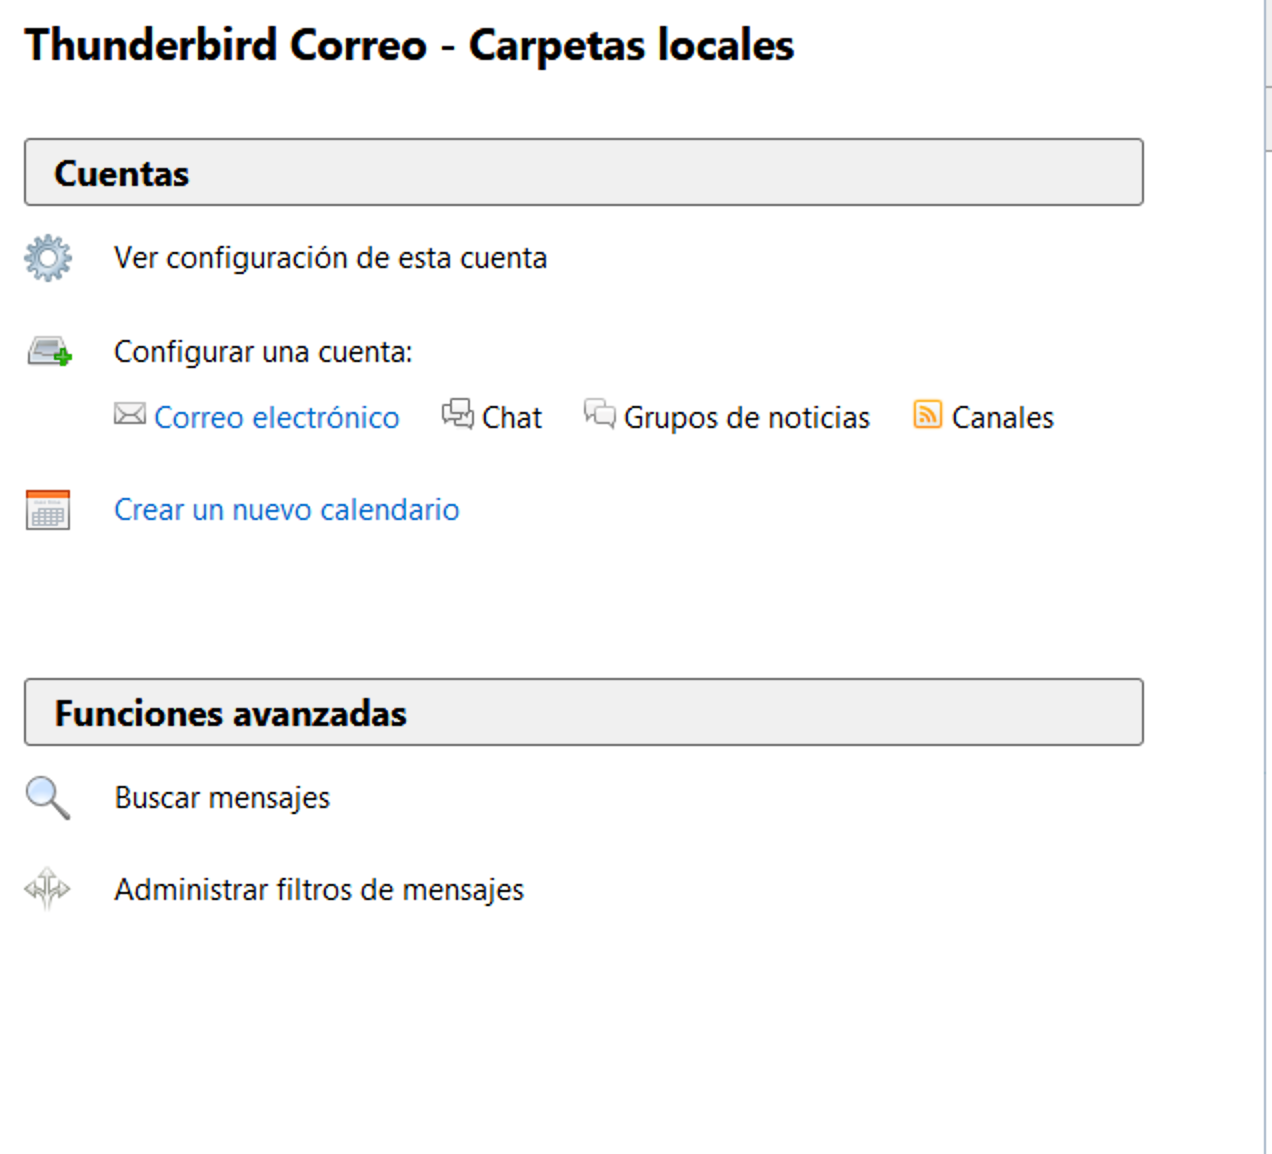 Thunderbird Correo - Carpetas locales
Cuentas
Ver configuración de esta cuenta
Configurar una cuenta:
Correo electrónico Chat Grupos de noticias Canales
Crear un nuevo calendario
Funciones avanzadas
Buscar mensajes
Administrar filtros de mensajes